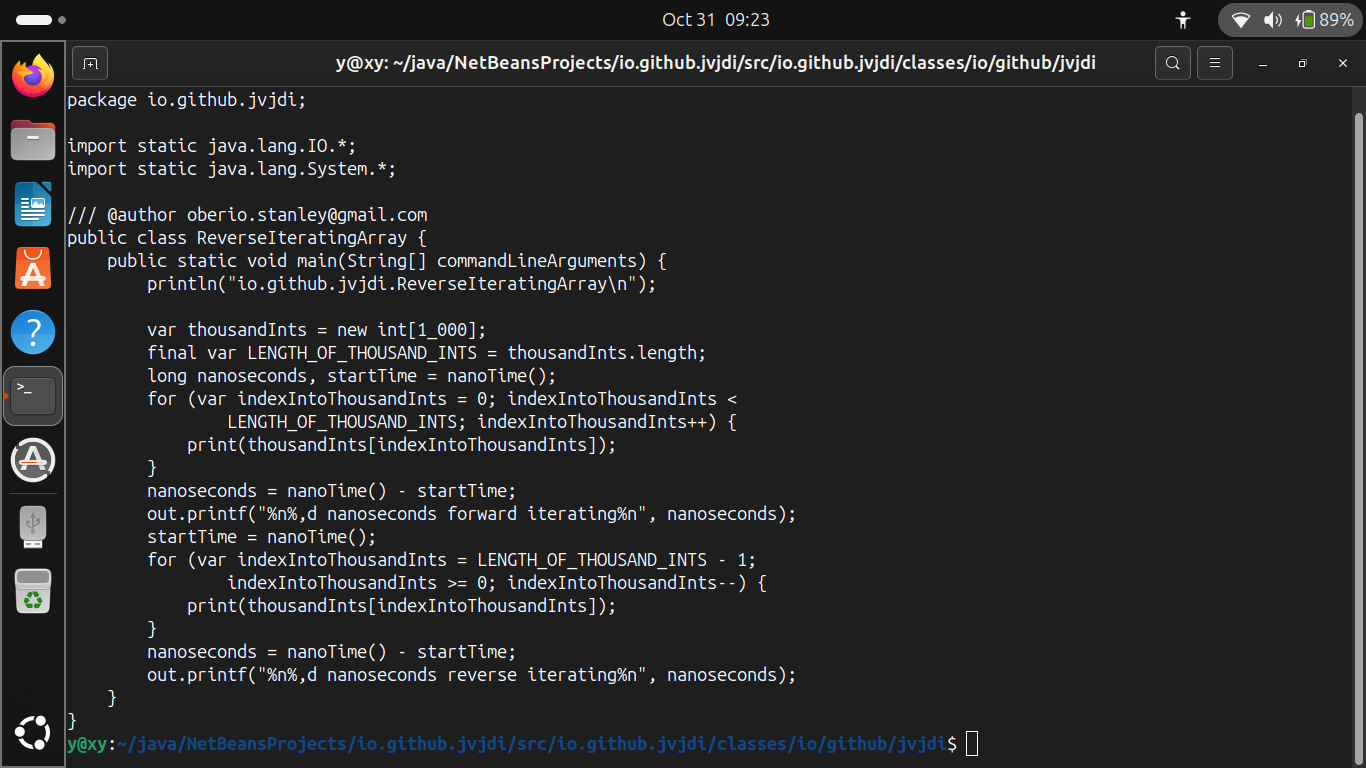 Oct 31 09:23
89%
y@xy: ~/java/NetBeansProjects/io.github.jvjdi/src/io.github.jvjdi/classes/io/github/jvjdi
package io.github.jvjdi;
import static java.lang.IO.*;
import static java.lang.System.*;
/// @author oberio.stanley@gmail.com
public class ReverseIteratingArray {
    public static void main(String[] commandLineArguments) {
        println("io.github.jvjdi.ReverseIteratingArray\n");
        var thousandInts = new int[1_000];
        final var LENGTH_OF_THOUSAND_INTS = thousandInts.length;
        long nanoseconds, startTime = nanoTime();
        for (var indexIntoThousandInts = 0; indexIntoThousandInts <
                LENGTH_OF_THOUSAND_INTS; indexIntoThousandInts++) {
            print(thousandInts[indexIntoThousandInts]);
        }
        nanoseconds = nanoTime() - startTime;
        out.printf("%n%,d nanoseconds forward iterating%n", nanoseconds);
        startTime = nanoTime();
        for (var indexIntoThousandInts = LENGTH_OF_THOUSAND_INTS - 1;
                indexIntoThousandInts >= 0; indexIntoThousandInts--) {
            print(thousandInts[indexIntoThousandInts]);
        }
        nanoseconds = nanoTime() - startTime;
        out.printf("%n%,d nanoseconds reverse iterating%n", nanoseconds);
    }
}
y@xy:~/java/NetBeansProjects/io.github.jvjdi/src/io.github.jvjdi/classes/io/github/jvjdi$